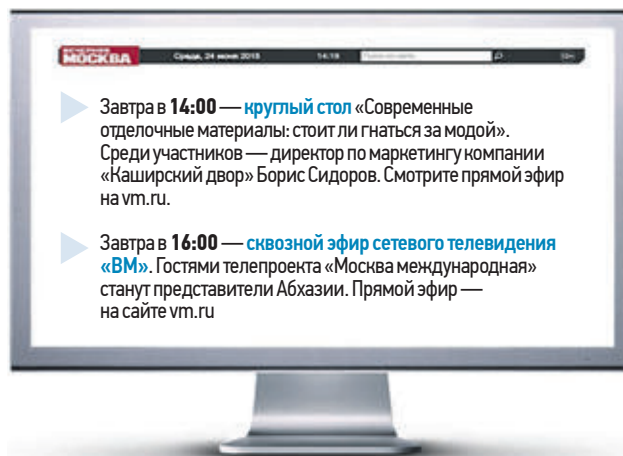 ВЕЧЕРНЯЯ
МОСКВА
Среда, 24 июня 2015 14:19
Завтра в 14:00 — круглый стол «Современные
отделочные материалы: стоит ли гнаться за модой».
Среди участников — директор по маркетингу компании
«Каширский двор» Борис Сидоров. Смотрите прямой эфир
на vm.ru.
Завтра в 16:00 — сквозной эфир сетевого телевидения
«ВМ». Гостями телепроекта «Москва международная»
станут представители Абхазии. Прямой эфир —
на сайте vm.ru